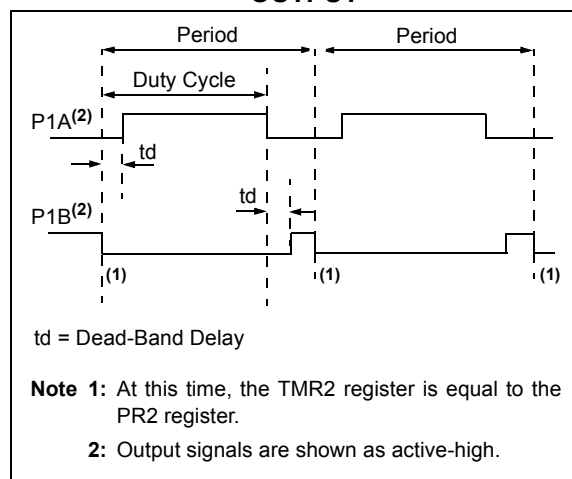 Period Period
Duty Cycle
P1A(2)
td
td
P1B(2)
(1) (1) (1)
td = Dead-Band Delay
Note 1: At this time, the TMR2 register is equal to the
PR2 register.
2: Output signals are shown as active-high.